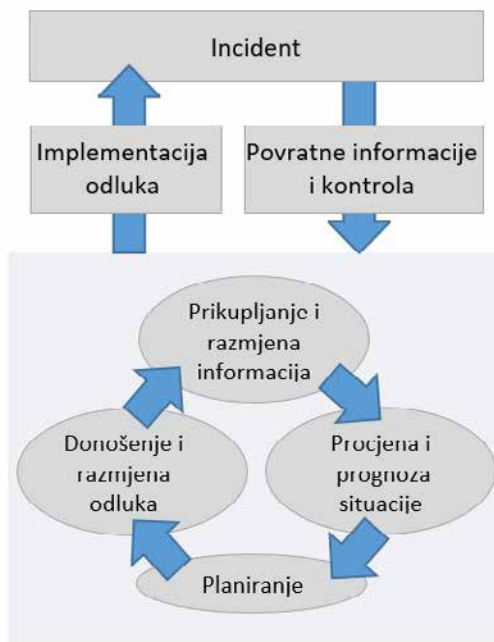 Incident
Implementacija
odluka
Povratne informacije
i kontrola
Prikupljanje i
razmjena
informacija
Donošenje i
razmjena
odluka
Procjena i
prognoza
situacije
Planiranje